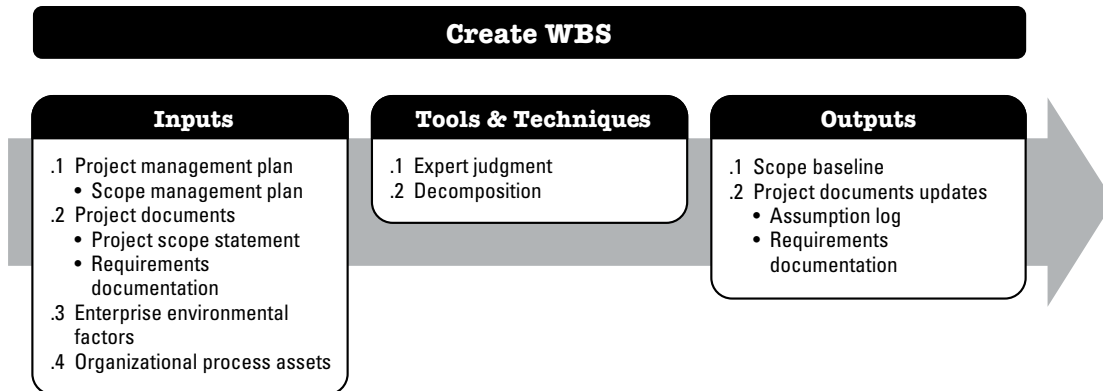 Create WBS
Inputs
.1 Project management plan
• Scope management plan
.2 Project documents
• Project scope statement
• Requirements
documentation
.3 Enterprise environmental
factors
.4 Organizational process assets
Tools & Techniques
.1 Expert judgment
.2 Decomposition
Outputs
.1 Scope baseline
.2 Project documents updates
• Assumption log
• Requirements
documentation